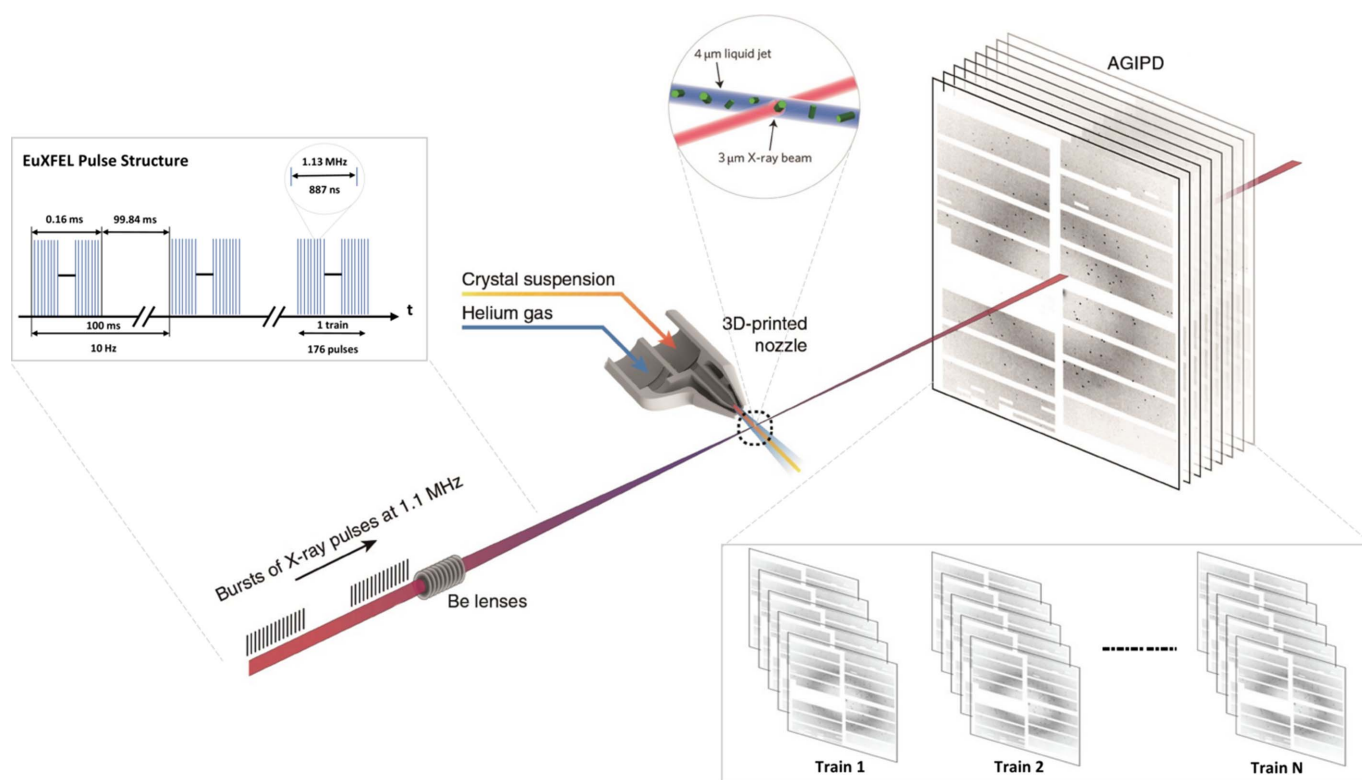 4 μm liquid jet
3 μm X-ray beam
AGIPD
EuXFEL Pulse Structure
1.13 MHz
887 ns
0.16 ms
99.84 ms
t
100 ms
10 Hz
1 train
176 pulses
Crystal suspension
Helium gas
3D-printed
nozzle
Bursts of X-ray pulses at 1.1 MHz
Be lenses
Train 1
Train 2
Train N